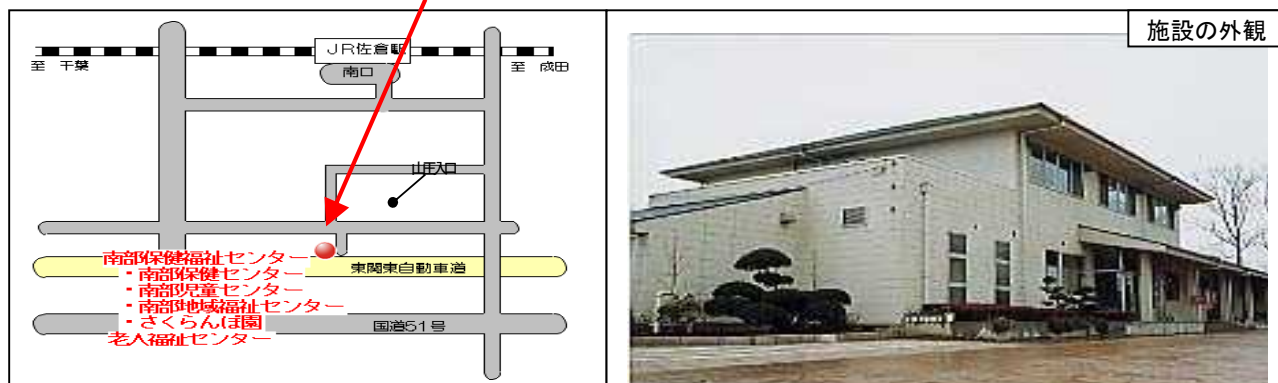 JR佐倉駅
至 千葉
南口
至 成田
山王入口
南部保健福祉センター
・南部保健センター
・南部児童センター
・南部地域福祉センター
・さくらんぼ園
老人福祉センター
東関東自動車道
国道51号
施設の外観